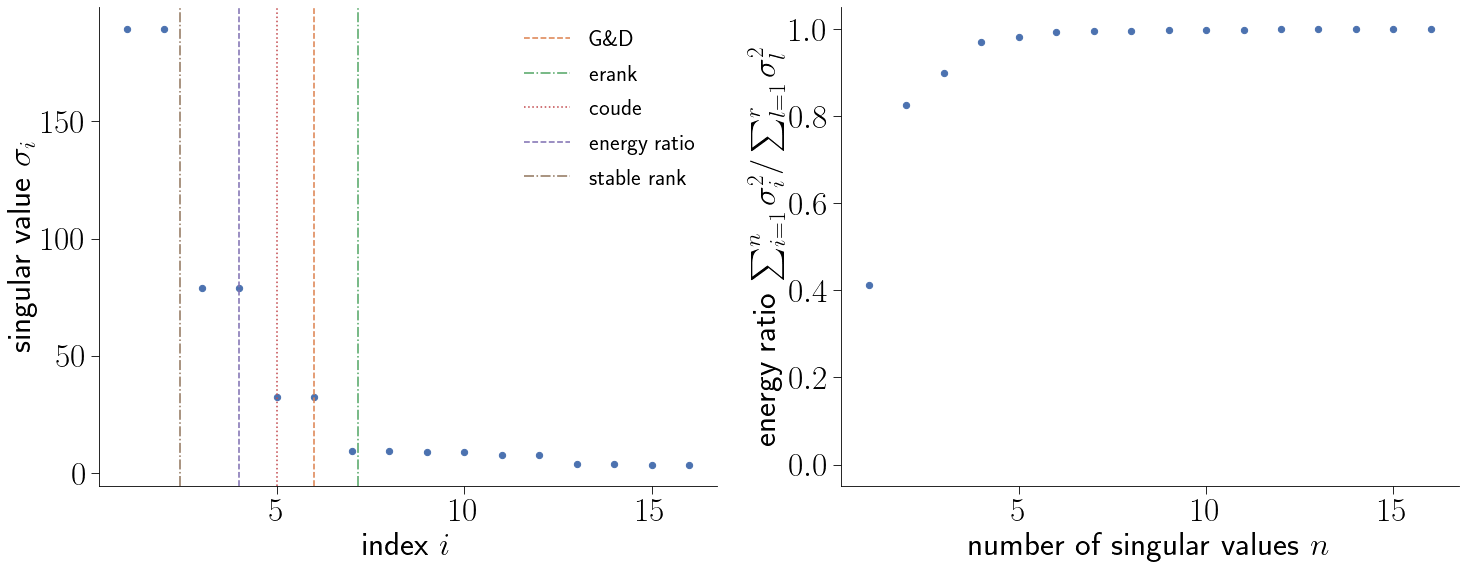 singular value σ_i
150
100
50
0
5
10
15
index i
G&D
erank
coude
energy ratio
stable rank
energy ratio ∑_{i=1}^{n} σ_i^2 / ∑_{l=1}^{r} σ_l^2
1.0
0.8
0.6
0.4
0.2
0.0
5
10
15
number of singular values n